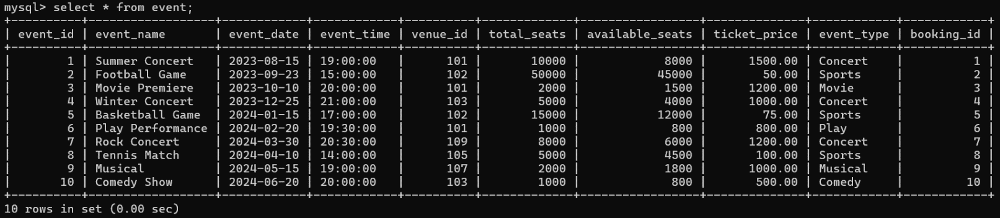 mysql> select * from event;
+----------+------------------+------------+------------+----------+-------------+-----------------+--------------+------------+------------+
| event_id | event_name       | event_date | event_time | venue_id | total_seats | available_seats | ticket_price | event_type | booking_id |
+----------+------------------+------------+------------+----------+-------------+-----------------+--------------+------------+------------+
|        1 | Summer Concert   | 2023-08-15 | 19:00:00   |      101 |       10000 |            8000 |      1500.00 | Concert    |          1 |
|        2 | Football Game    | 2023-09-23 | 15:00:00   |      102 |       50000 |           45000 |        50.00 | Sports     |          2 |
|        3 | Movie Premiere   | 2023-10-10 | 20:00:00   |      101 |        2000 |            1500 |      1200.00 | Movie      |          3 |
|        4 | Winter Concert   | 2023-12-25 | 21:00:00   |      103 |        5000 |            4000 |      1000.00 | Concert    |          4 |
|        5 | Basketball Game  | 2024-01-15 | 17:00:00   |      102 |       15000 |           12000 |        75.00 | Sports     |          5 |
|        6 | Play Performance | 2024-02-20 | 19:30:00   |      101 |        1000 |             800 |       800.00 | Play       |          6 |
|        7 | Rock Concert     | 2024-03-30 | 20:30:00   |      109 |        8000 |            6000 |      1200.00 | Concert    |          7 |
|        8 | Tennis Match     | 2024-04-10 | 14:00:00   |      105 |        5000 |            4500 |       100.00 | Sports     |          8 |
|        9 | Musical          | 2024-05-15 | 19:00:00   |      107 |        2000 |            1800 |      1000.00 | Musical    |          9 |
|       10 | Comedy Show      | 2024-06-20 | 20:00:00   |      103 |        1000 |             800 |       500.00 | Comedy     |         10 |
+----------+------------------+------------+------------+----------+-------------+-----------------+--------------+------------+------------+
10 rows in set (0.00 sec)